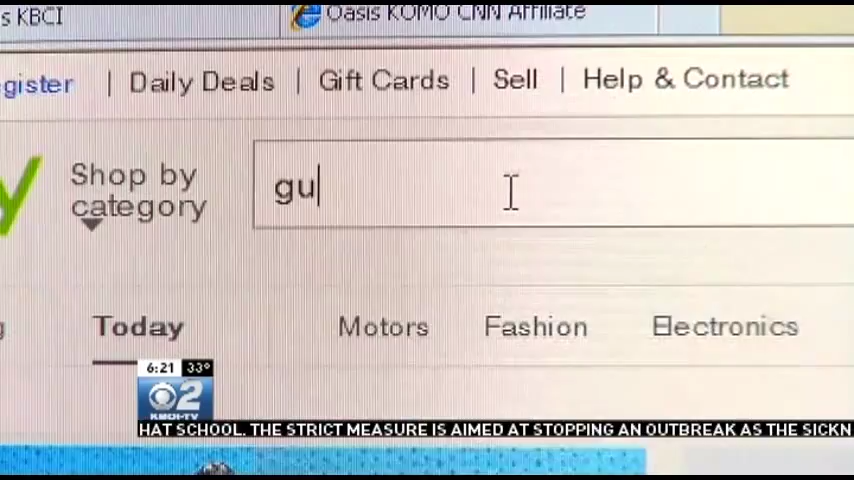 s KBCI
Oasis KOMO CNN Affiliate
gister | Daily Deals | Gift Cards | Sell | Help & Contact
y
Shop by
category
gu
g
Today
Motors
Fashion
Electronics
6:21 33°
2
KBOI-TV
HAT SCHOOL. THE STRICT MEASURE IS AIMED AT STOPPING AN OUTBREAK AS THE SICKN